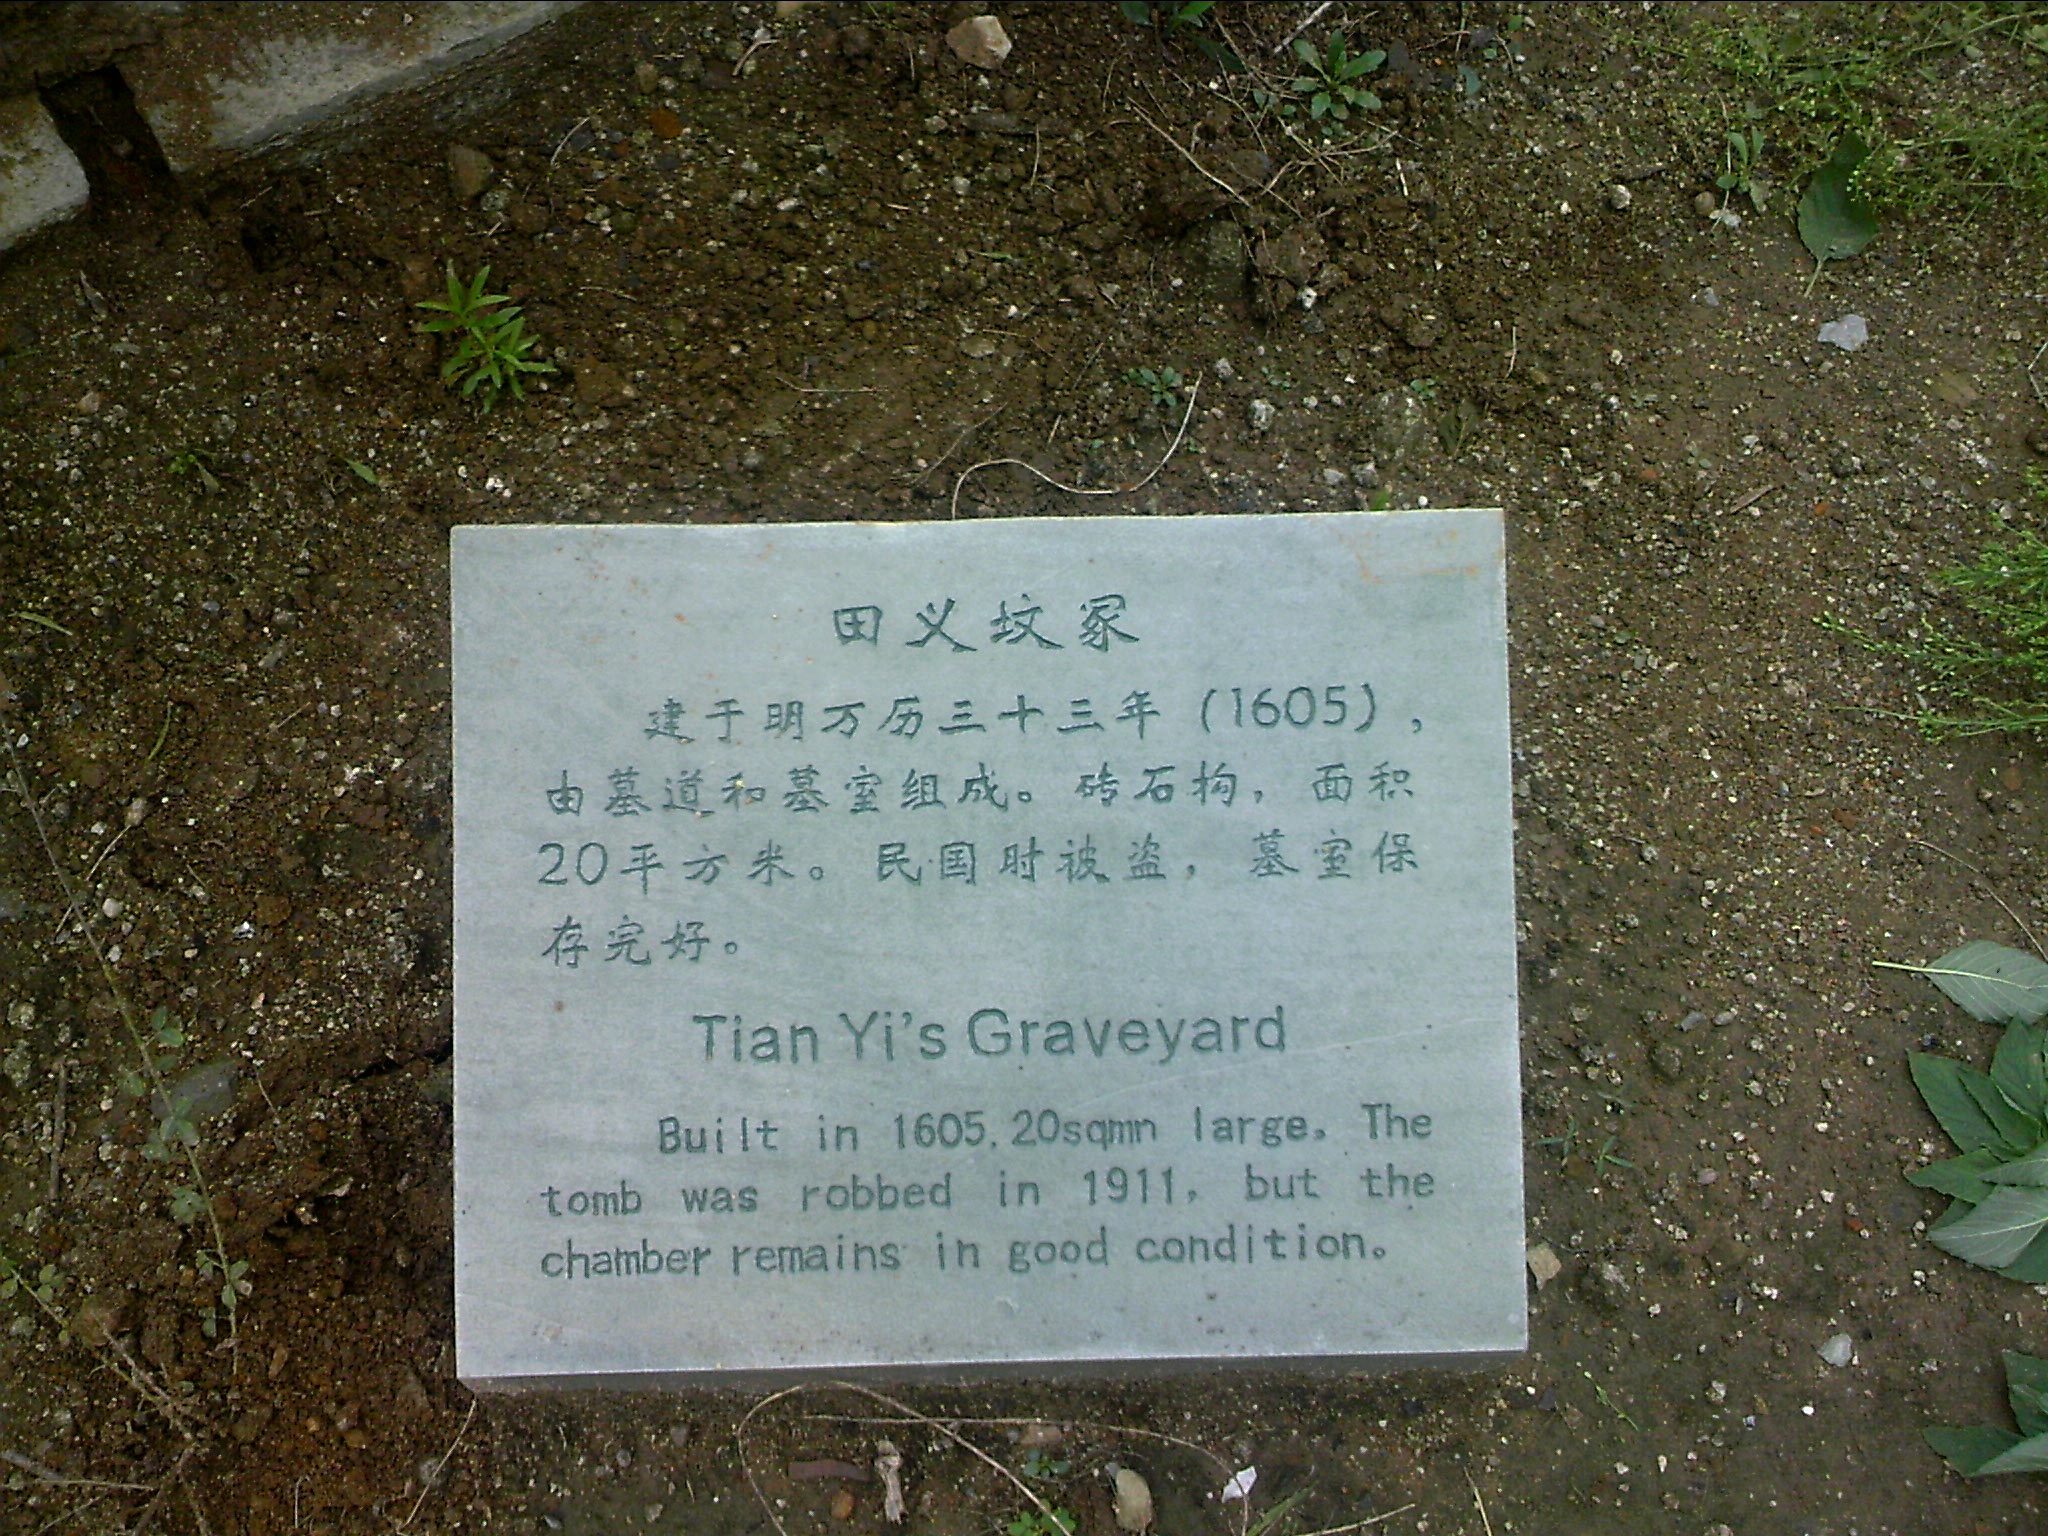 田义坟冢
建于明万历三十三年(1605),
由墓道和墓室组成。砖石构,面积
20平方米。民国时被盗,墓室保
存完好。
Tian Yi's Graveyard
Built in 1605.20sqmn large。The
tomb was robbed in 1911, but the
chamber remains in good condition。